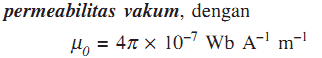 permeabilitas vakum, dengan
μ₀ = 4π × 10⁻⁷ Wb A⁻¹ m⁻¹